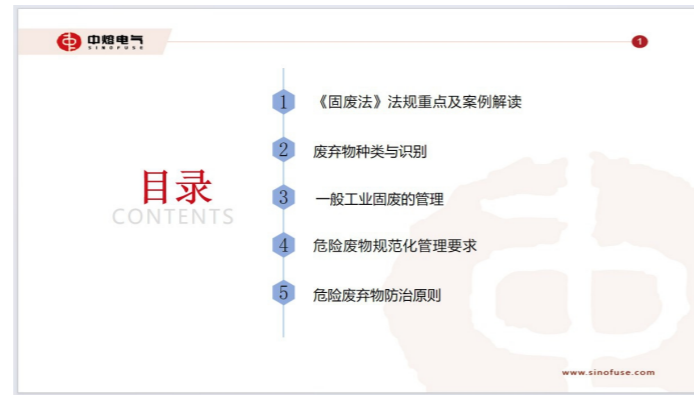 中熔电气
SINOFUSE
1
目录
CONTENTS
1
《固废法》法规重点及案例解读
2
废弃物种类与识别
3
一般工业固废的管理
4
危险废物规范化管理要求
5
危险废弃物防治原则
www.sinofuse.com